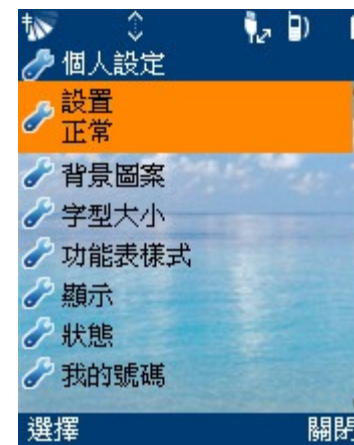 個人設定
設置
正常
背景圖案
字型大小
功能表樣式
顯示
狀態
我的號碼
選擇 關閉